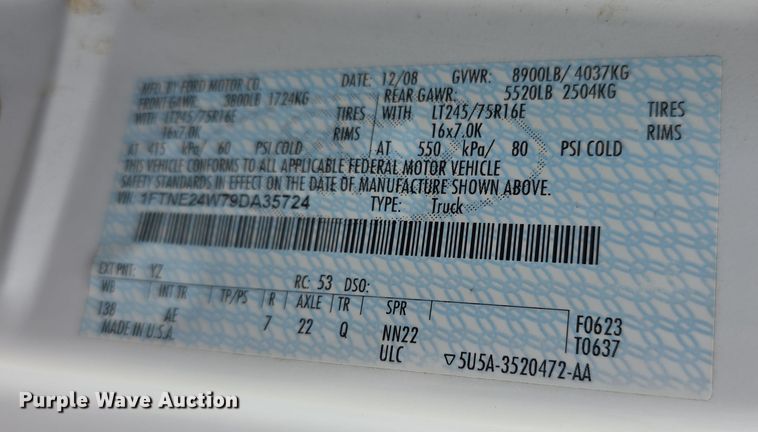 MFD. BY FORD MOTOR CO. DATE: 12/08 GVWR: 8900LB/ 4037KG
FRONT GAWR: 3800LB 1724KG REAR GAWR: 5520LB 2504KG
WITH LT245/75R16E TIRES WITH LT245/75R16E TIRES
16x7.0K RIMS 16x7.0K RIMS
AT 415 kPa/ 60 PSI COLD AT 550 kPa/ 80 PSI COLD
THIS VEHICLE CONFORMS TO ALL APPLICABLE FEDERAL MOTOR VEHICLE
SAFETY STANDARDS IN EFFECT ON THE DATE OF MANUFACTURE SHOWN ABOVE.
VIN: 1FTNE24W79DA35724 TYPE: Truck
EXT PNT: YZ RC: 53 DSO:
WB INT TR TP/PS R AXLE TR SPR
138 AE 7 22 Q NN22 F0623
MADE IN U.S.A. ULC T0637
▽5U5A-3520472-AA
Purple Wave Auction